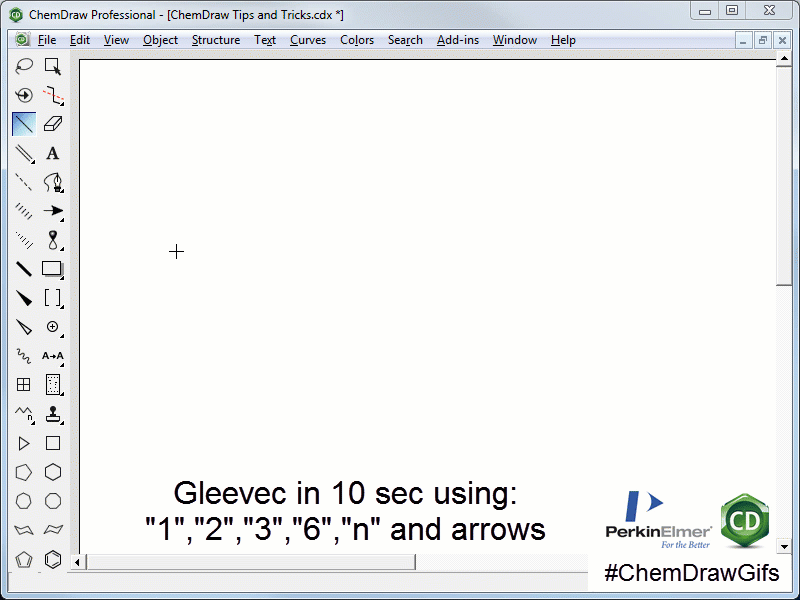 ChemDraw Professional - [ChemDraw Tips and Tricks.cdx *]
File Edit View Object Structure Text Curves Colors Search Add-ins Window Help
A
A→A
n
Gleevec in 10 sec using:
"1","2","3","6","n" and arrows
PerkinElmer®
For the Better
CD
#ChemDrawGifs